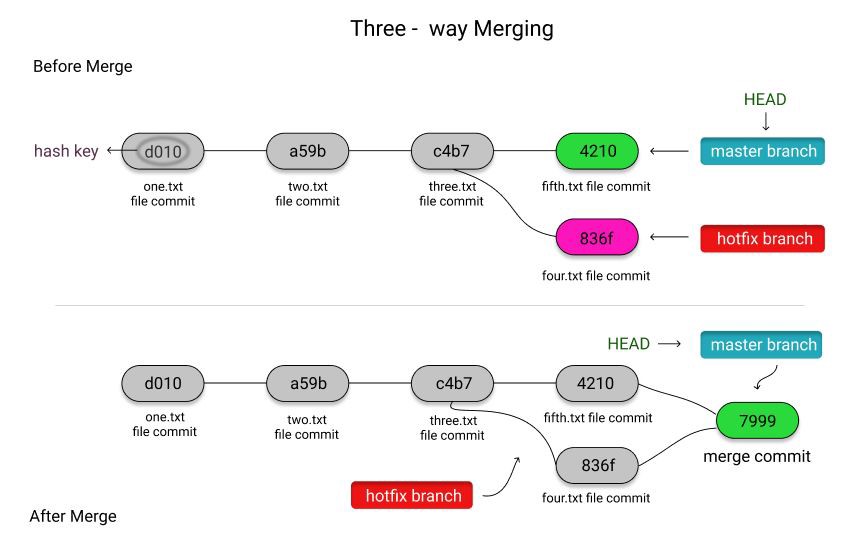 Three - way Merging
Before Merge
HEAD
hash key
d010
a59b
c4b7
4210
master branch
one.txt
file commit
two.txt
file commit
three.txt
file commit
fifth.txt file commit
836f
hotfix branch
four.txt file commit
HEAD
master branch
d010
a59b
c4b7
4210
one.txt
file commit
two.txt
file commit
three.txt
file commit
fifth.txt file commit
7999
merge commit
836f
hotfix branch
four.txt file commit
After Merge